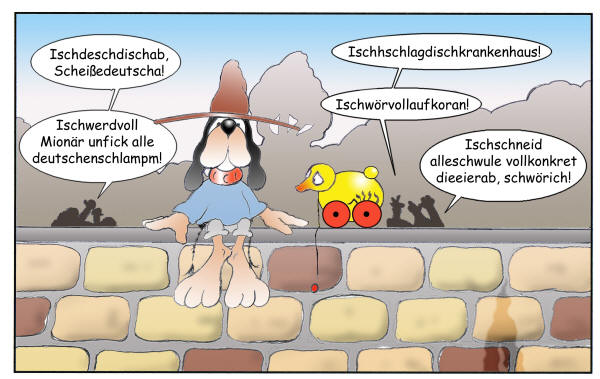 Ischdeschdischab,
Scheißedeutscha!
Ischwerdvoll
Mionär unfick alle
deutschenschlampm!
Ischhschlagdischkrankenhaus!
Ischwörvollaufkoran!
Ischschneid
alleschwule vollkonkret
dieeierab, schwörich!